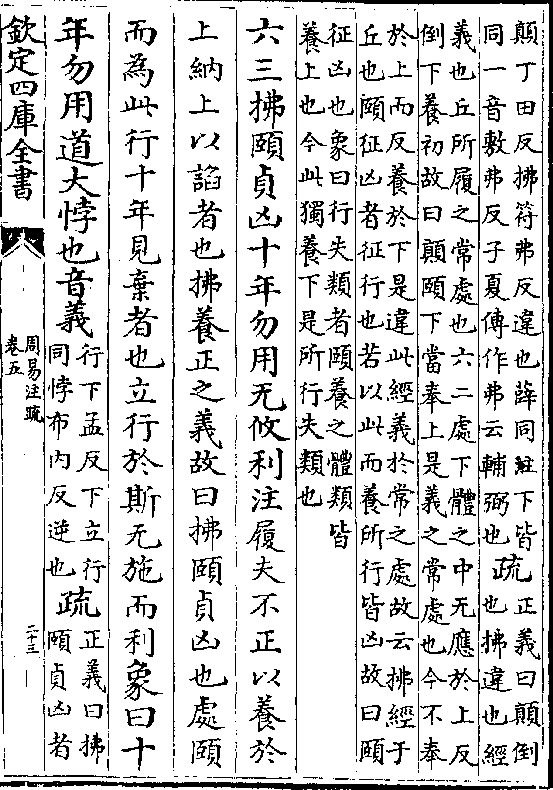 顛丁田反拂符弗反違也薛同註下皆
同一音敷弗反子夏傳作弗云輔弼也
疏
正義曰顛倒
也拂違也經
義也丘所履之常處也六二處下體之中无應於上反
倒下養初故曰顛頤下當奉上是義之常處也今不奉
於上而反養於下是違此經義於常之處故云拂經于
丘也頤征凶者征行也若以此而養所行皆凶故曰頤
征凶也象曰行失類者頤養之體類皆
養上也今此獨養下是所行失類也
六三拂頤貞凶十年勿用无攸利注履夫不正以養於
上納上以諂者也拂養正之義故曰拂頤貞凶也處頤
而為此行十年見棄者也立行於斯无施而利象曰十
年勿用道大悖也音義
行下孟反下立行
同悖布内反逆也
疏
正義曰拂
頤貞凶者
欽定四庫全書
周易注疏
卷五
二十三